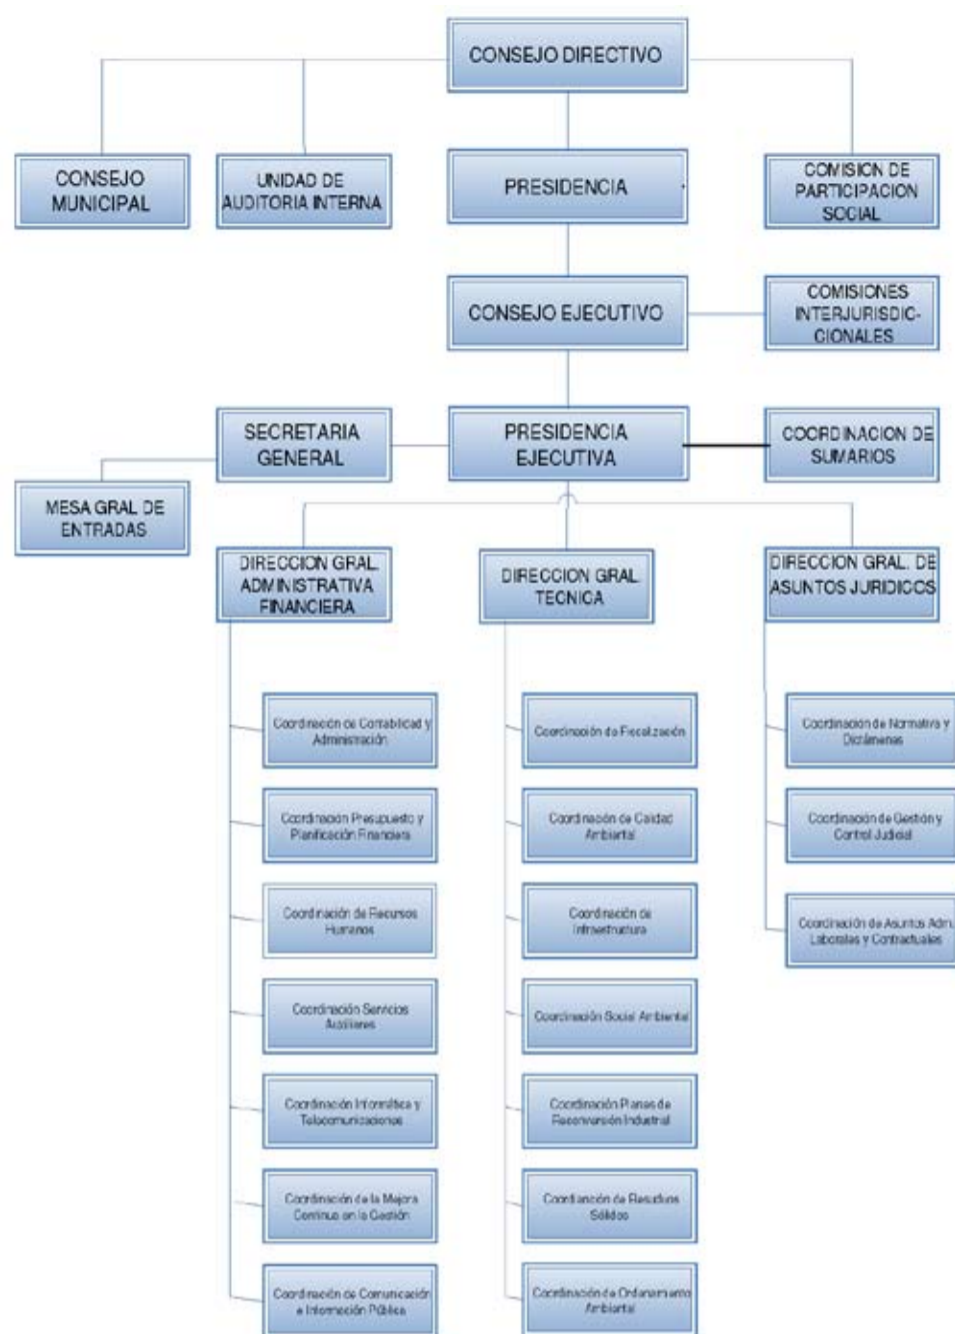 CONSEJO DIRECTIVO
CONSEJO
MUNICIPAL
UNIDAD DE
AUDITORIA INTERNA
PRESIDENCIA
COMISION DE
PARTICIPACION
SOCIAL
CONSEJO EJECUTIVO
COMISIONES
INTERJURISDIC-
CIONALES
SECRETARIA
GENERAL
PRESIDENCIA
EJECUTIVA
COORDINACION DE
SUMARIOS
MESA GRAL DE
ENTRADAS
DIRECCION GRAL.
ADMINISTRATIVA
FINANCIERA
DIRECCION GRAL.
TECNICA
DIRECCION GRAL. DE
ASUNTOS JURIDICOS
Coordinación de Contabilidad y
Administración
Coordinación Presupuesto y
Planificación Financiera
Coordinación de Recursos
Humanos
Coordinación Servicios
Auxiliares
Coordinación Informática y
Telecomunicaciones
Coordinación de la Mejora
Continua en la Gestión
Coordinación de Comunicación
e Información Pública
Coordinación de Fiscalización
Coordinación de Calidad
Ambiental
Coordinación de
Infraestructura
Coordinación Social Ambiental
Coordinación Planes de
Reconversión Industrial
Coordianción de Residuos
Sólidos
Coordinación de Ordenamiento
Ambiental
Coordinación de Normativa y
Dictámenes
Coordinación de Gestión y
Control Judicial
Coordinación de Asuntos Adm.
Laborales y Contractuales